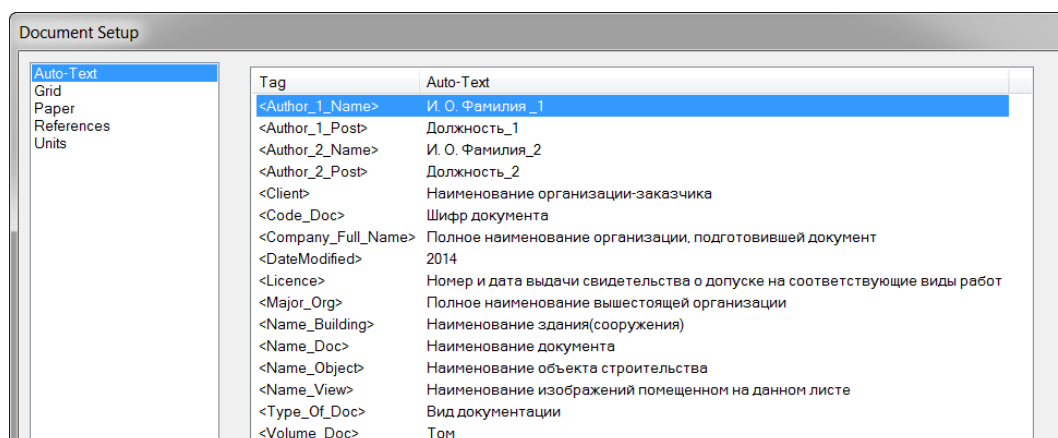 Document Setup
Auto-Text
Grid
Paper
References
Units
Tag Auto-Text
<Author_1_Name> И. О. Фамилия_1
<Author_1_Post> Должность_1
<Author_2_Name> И. О. Фамилия_2
<Author_2_Post> Должность_2
<Client> Наименование организации-заказчика
<Code_Doc> Шифр документа
<Company_Full_Name> Полное наименование организации, подготовившей документ
<DateModified> 2014
<Licence> Номер и дата выдачи свидетельства о допуске на соответствующие виды работ
<Major_Org> Полное наименование вышестоящей организации
<Name_Building> Наименование здания(сооружения)
<Name_Doc> Наименование документа
<Name_Object> Наименование объекта строительства
<Name_View> Наименование изображений помещенном на данном листе
<Type_Of_Doc> Вид документации
<Volume_Doc> Том